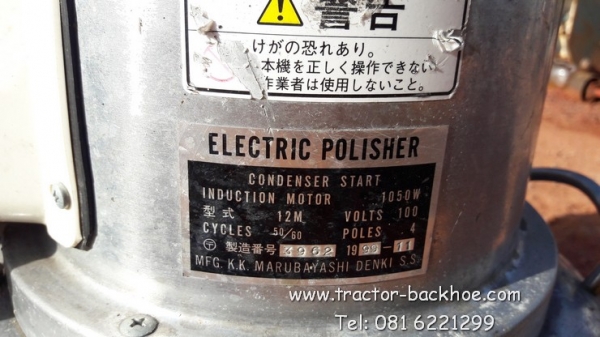 警告
けがの恐れあり。
本機を正しく操作できない
作業者は使用しないこと。
ELECTRIC POLISHER
CONDENSER START
INDUCTION MOTOR 1050W
型式 12M VOLTS 100
CYCLES 50/60 POLES 4
〒 製造番号 3962 19 -11
MFG. K.K. MARUBAYASHI DENKI S.S.
www.tractor-backhoe.com
Tel: 081 6221299